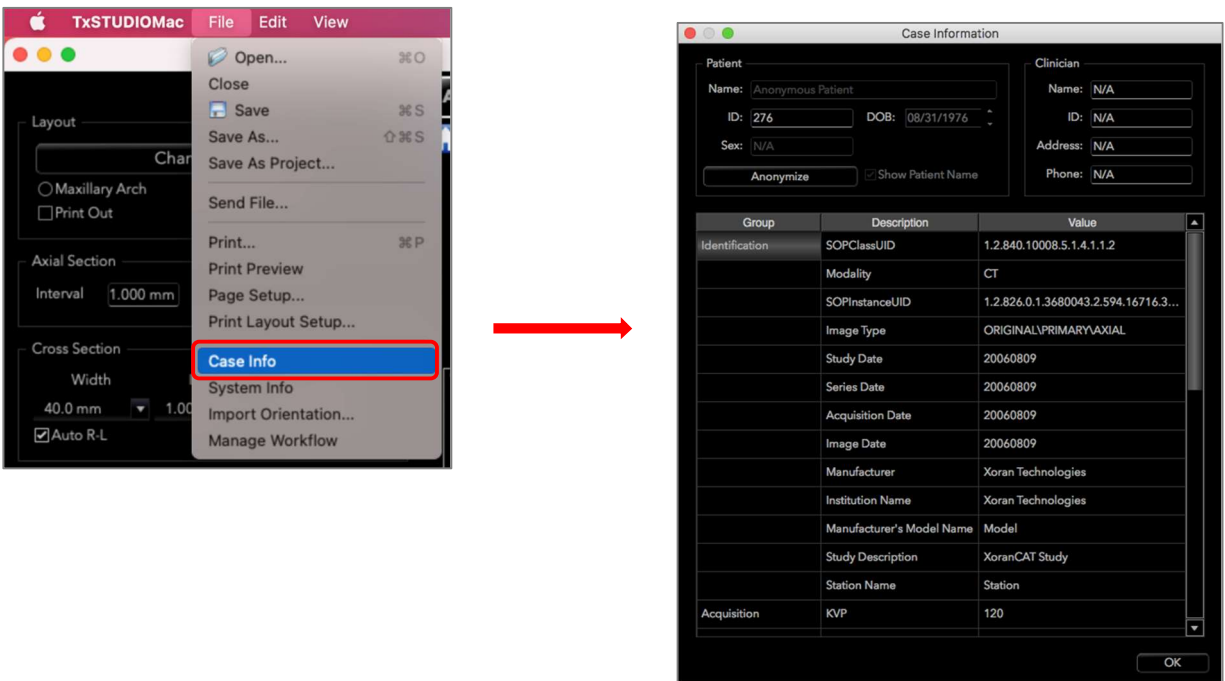 TxSTUDIOMac File Edit View
Open... ⌘O
Close
Save ⌘S
Save As... ⇧⌘S
Save As Project...
Send File...
Print... ⌘P
Print Preview
Page Setup...
Print Layout Setup...
Case Info
System Info
Import Orientation...
Manage Workflow
Layout
Maxillary Arch
Print Out
Axial Section
Interval 1.000 mm
Cross Section
Width
40.0 mm
Auto R-L
Case Information
Patient
Name: Anonymous Patient
ID: 276 DOB: 08/31/1976
Sex: N/A
Anonymize Show Patient Name
Clinician
Name: N/A
ID: N/A
Address: N/A
Phone: N/A
Group Description Value
Identification SOPClassUID 1.2.840.10008.5.1.4.1.1.2
Modality CT
SOPInstanceUID 1.2.826.0.1.3680043.2.594.16716.3...
Image Type ORIGINAL\PRIMARY\AXIAL
Study Date 20060809
Series Date 20060809
Acquisition Date 20060809
Image Date 20060809
Manufacturer Xoran Technologies
Institution Name Xoran Technologies
Manufacturer's Model Name Model
Study Description XoranCAT Study
Station Name Station
Acquisition KVP 120
OK